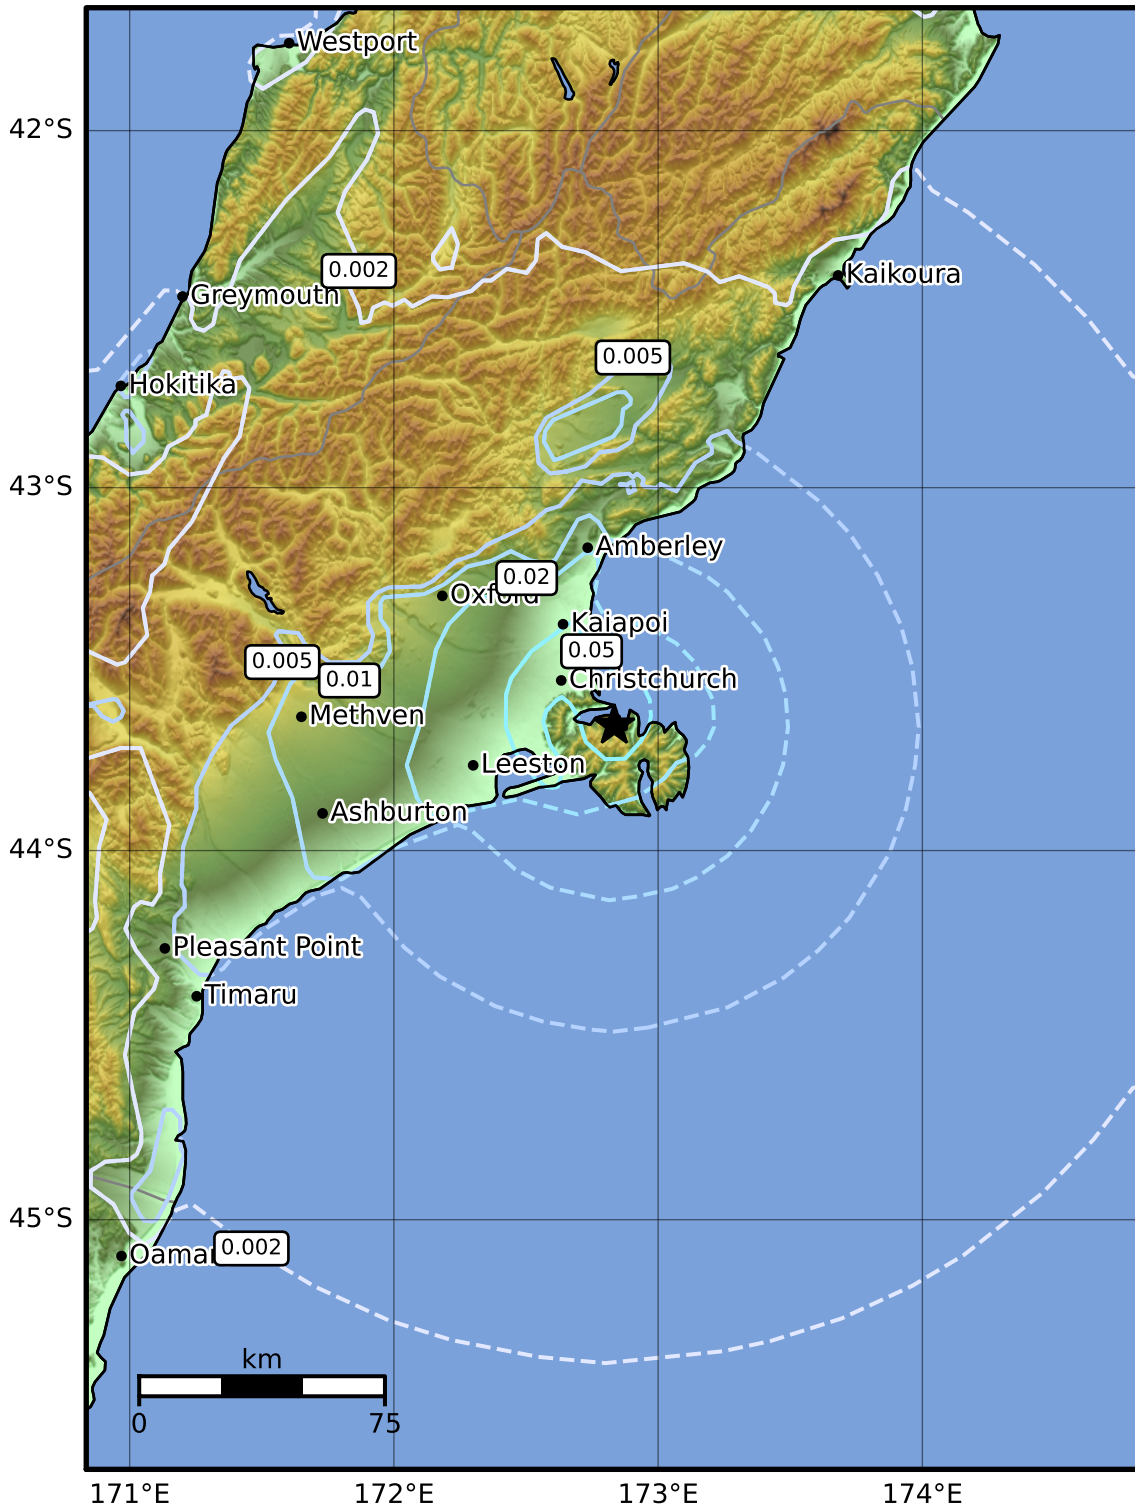 Westport
42°S
0.002
Kaikoura
Greymouth
0.005
Hokitika
43°S
Amberley
0.02
Oxford
Kaiapoi
0.05
0.005
0.01
Christchurch
Methven
Leeston
Ashburton
44°S
Pleasant Point
Timaru
45°S
Oamar
0.002
km
0
75
171°E
172°E
173°E
174°E